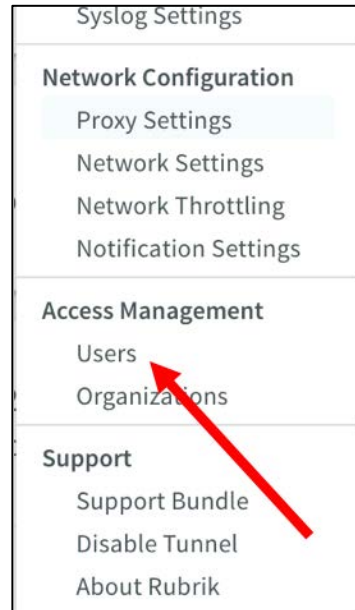 Syslog Settings
Network Configuration
Proxy Settings
Network Settings
Network Throttling
Notification Settings
Access Management
Users
Organizations
Support
Support Bundle
Disable Tunnel
About Rubrik